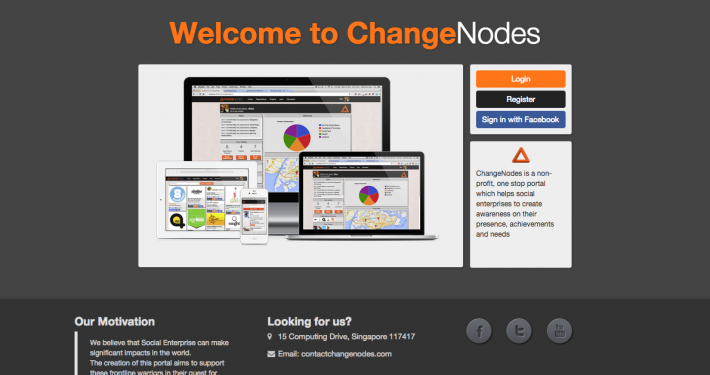 Welcome to ChangeNodes
Login
Register
Sign in with Facebook
ChangeNodes is a non-
profit, one stop portal
which helps social
enterprises to create
awareness on their
presence, achievements
and needs
Our Motivation
We believe that Social Enterprise can make
significant impacts in the world.
The creation of this portal aims to support
these frontline warriors in their quest for
Looking for us?
15 Computing Drive, Singapore 117417
Email: contactchangenodes.com